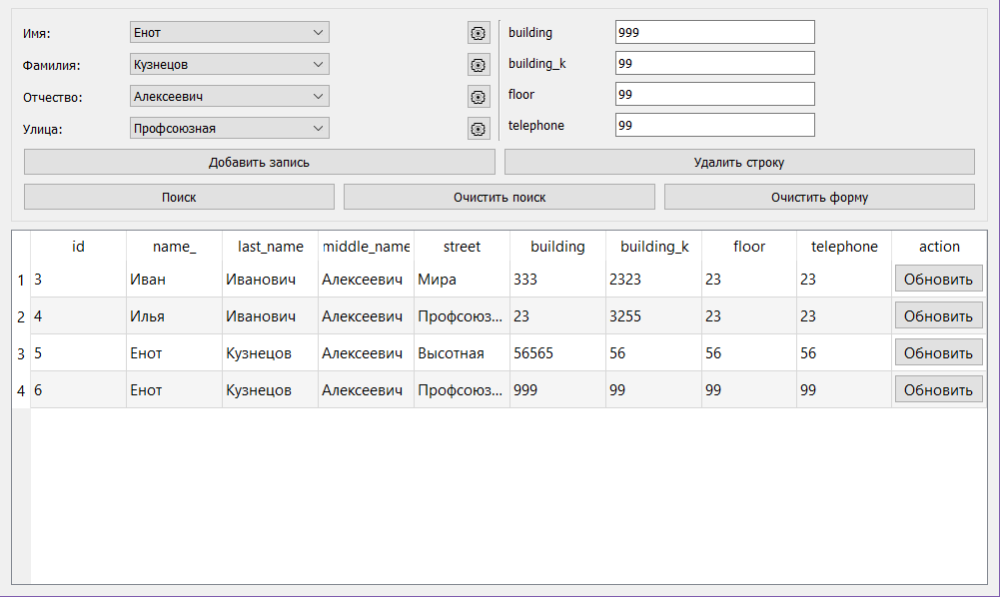 Имя: Енот building 999
Фамилия: Кузнецов building_k 99
Отчество: Алексеевич floor 99
Улица: Профсоюзная telephone 99
Добавить запись Удалить строку
Поиск Очистить поиск Очистить форму
id name_ last_name middle_name street building building_k floor telephone action
1 3 Иван Иванович Алексеевич Мира 333 2323 23 23 Обновить
2 4 Илья Иванович Алексеевич Профсоюз... 23 3255 23 23 Обновить
3 5 Енот Кузнецов Алексеевич Высотная 56565 56 56 56 Обновить
4 6 Енот Кузнецов Алексеевич Профсоюз... 999 99 99 99 Обновить